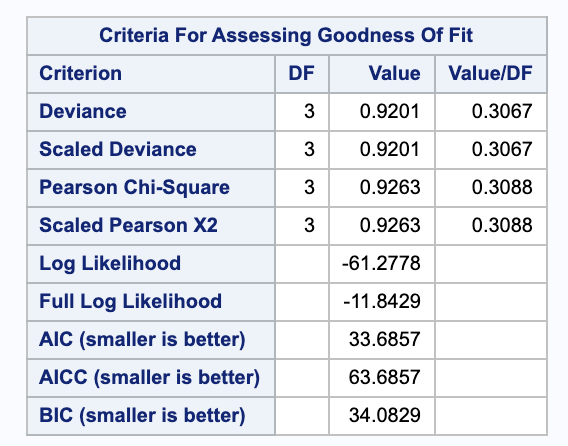 Criteria For Assessing Goodness Of Fit
Criterion DF Value Value/DF
Deviance 3 0.9201 0.3067
Scaled Deviance 3 0.9201 0.3067
Pearson Chi-Square 3 0.9263 0.3088
Scaled Pearson X2 3 0.9263 0.3088
Log Likelihood -61.2778
Full Log Likelihood -11.8429
AIC (smaller is better) 33.6857
AICC (smaller is better) 63.6857
BIC (smaller is better) 34.0829